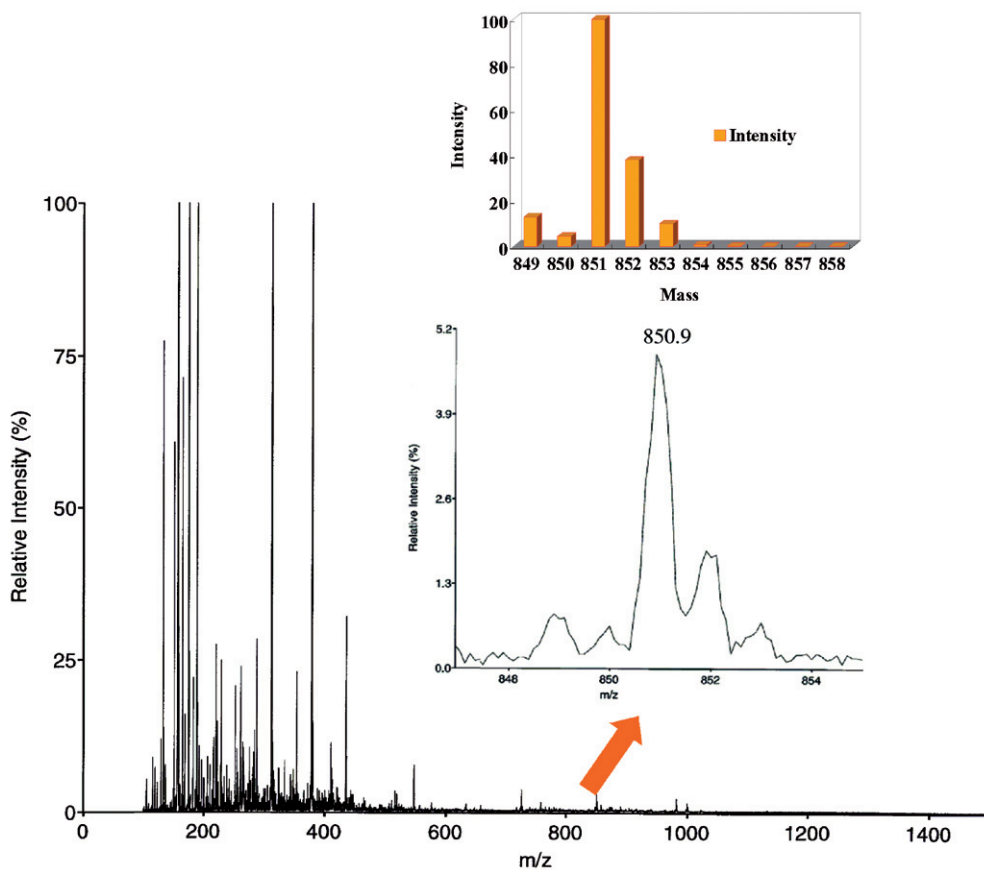 100
80
60
40
20
0
Intensity
Intensity
849 850 851 852 853 854 855 856 857 858
Mass
100
75
50
25
0
Relative Intensity (%)
0 200 400 600 800 1000 1200 1400
m/z
850.9
5.2
3.9
2.6
1.3
0.0
Relative Intensity (%)
848 850 852 854
m/z